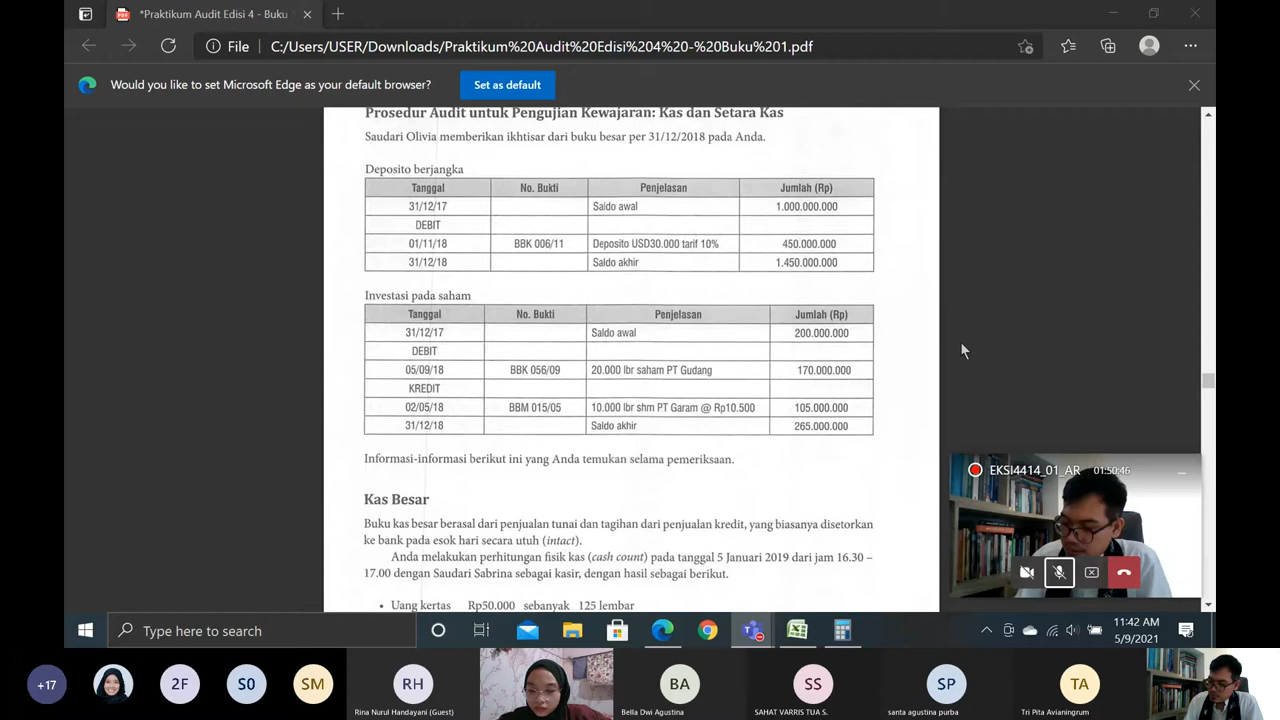 *Praktikum Audit Edisi 4 - Buku
File C:/Users/USER/Downloads/Praktikum%20Audit%20Edisi%204%20-%20Buku%201.pdf
Would you like to set Microsoft Edge as your default browser? Set as default
Prosedur Audit untuk Pengujian Kewajaran: Kas dan Setara Kas
Saudari Olivia memberikan ikhtisar dari buku besar per 31/12/2018 pada Anda.
Deposito berjangka
Tanggal No. Bukti Penjelasan Jumlah (Rp)
31/12/17 Saldo awal 1.000.000.000
DEBIT
01/11/18 BBK 006/11 Deposito USD30.000 tarif 10% 450.000.000
31/12/18 Saldo akhir 1.450.000.000
Investasi pada saham
Tanggal No. Bukti Penjelasan Jumlah (Rp)
31/12/17 Saldo awal 200.000.000
DEBIT
05/09/18 BBK 056/09 20.000 lbr saham PT Gudang 170.000.000
KREDIT
02/05/18 BBM 015/05 10.000 lbr shm PT Garam @ Rp10.500 105.000.000
31/12/18 Saldo akhir 265.000.000
Informasi-informasi berikut ini yang Anda temukan selama pemeriksaan.
Kas Besar
Buku kas besar berasal dari penjualan tunai dan tagihan dari penjualan kredit, yang biasanya disetorkan
ke bank pada esok hari secara utuh (intact).
Anda melakukan perhitungan fisik kas (cash count) pada tanggal 5 Januari 2019 dari jam 16.30 –
17.00 dengan Saudari Sabrina sebagai kasir, dengan hasil sebagai berikut.
• Uang kertas Rp50.000 sebanyak 125 lembar
EKSI4414_01_AR 01:50:46
Type here to search
11:42 AM
5/9/2021
+17 2F S0 SM RH BA SS SP TA
Rina Nurul Handayani (Guest) Bella Dwi Agustina SAHAT VARRIS TUA S. santa agustina purba Tri Pita Avianingrum